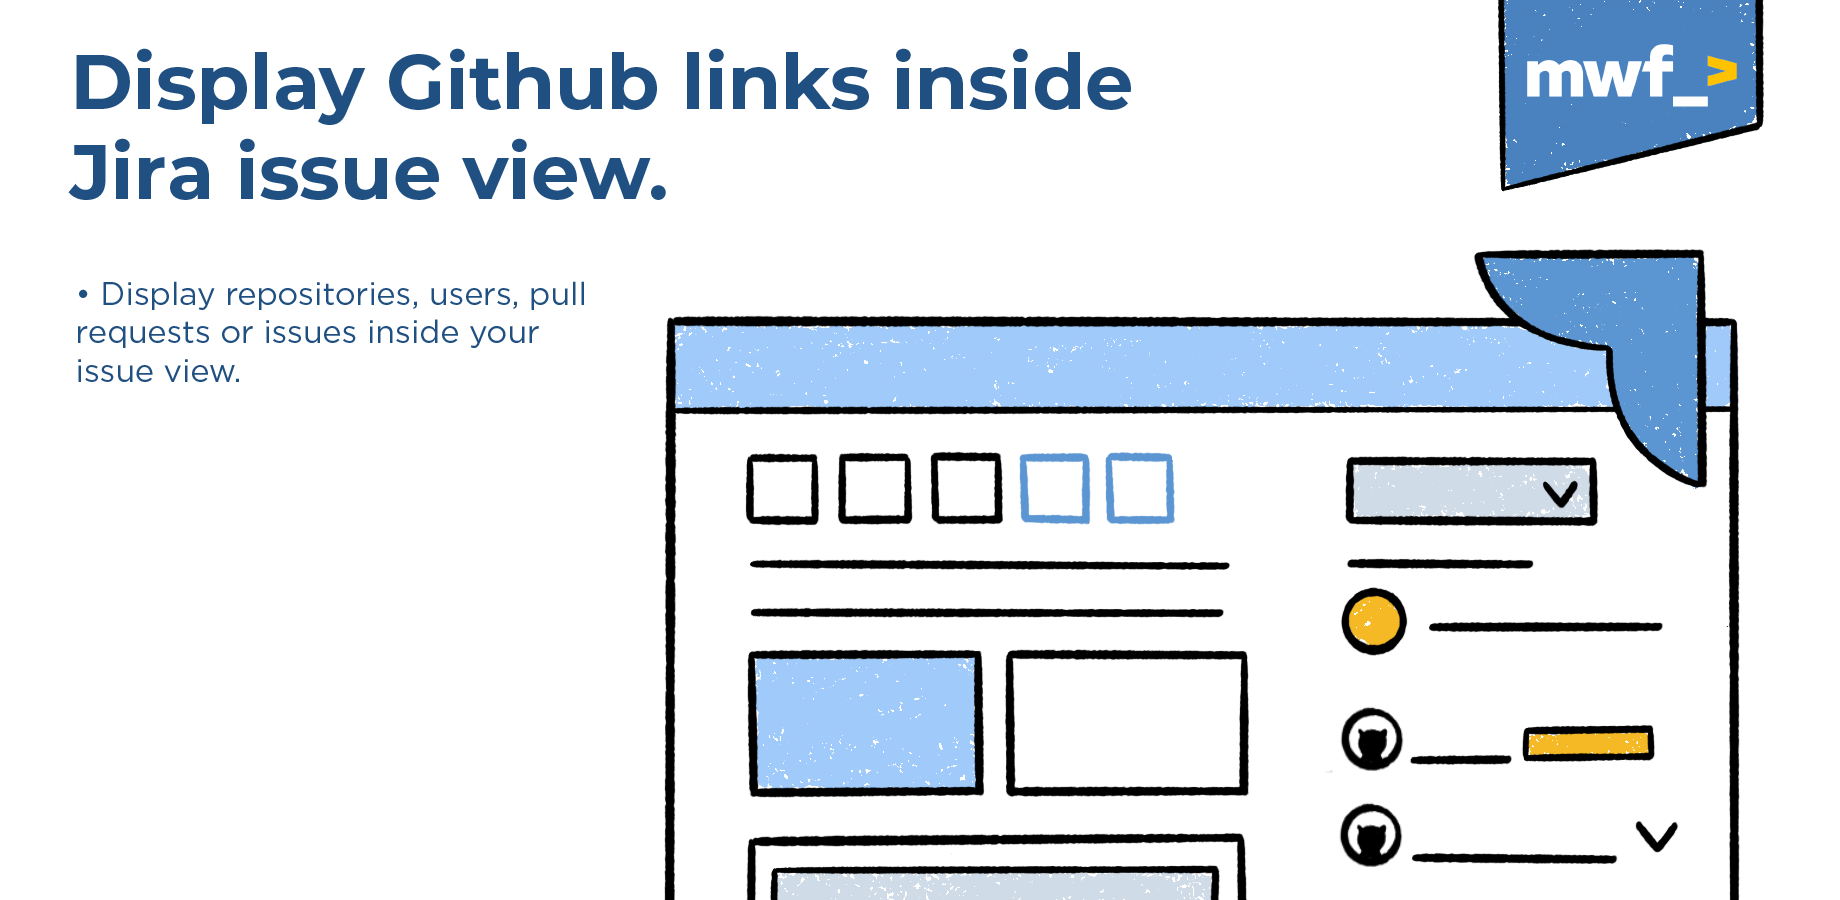 Display Github links inside
Jira issue view.
mwf_>
• Display repositories, users, pull
requests or issues inside your
issue view.